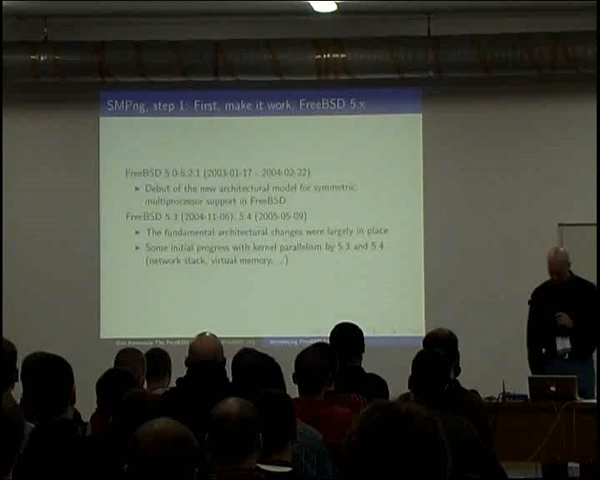 SMPng, step 1: First, make it work, FreeBSD 5.x
FreeBSD 5.0-5.2.1 (2003-01-17 - 2004-02-22)
▸ Debut of the new architectural model for symmetric
multiprocessor support in FreeBSD
FreeBSD 5.3 (2004-11-06), 5.4 (2005-05-09)
▸ The fundamental architectural changes were largely in place
▸ Some initial progress with kernel parallelism by 5.3 and 5.4
(network stack, virtual memory, ...)